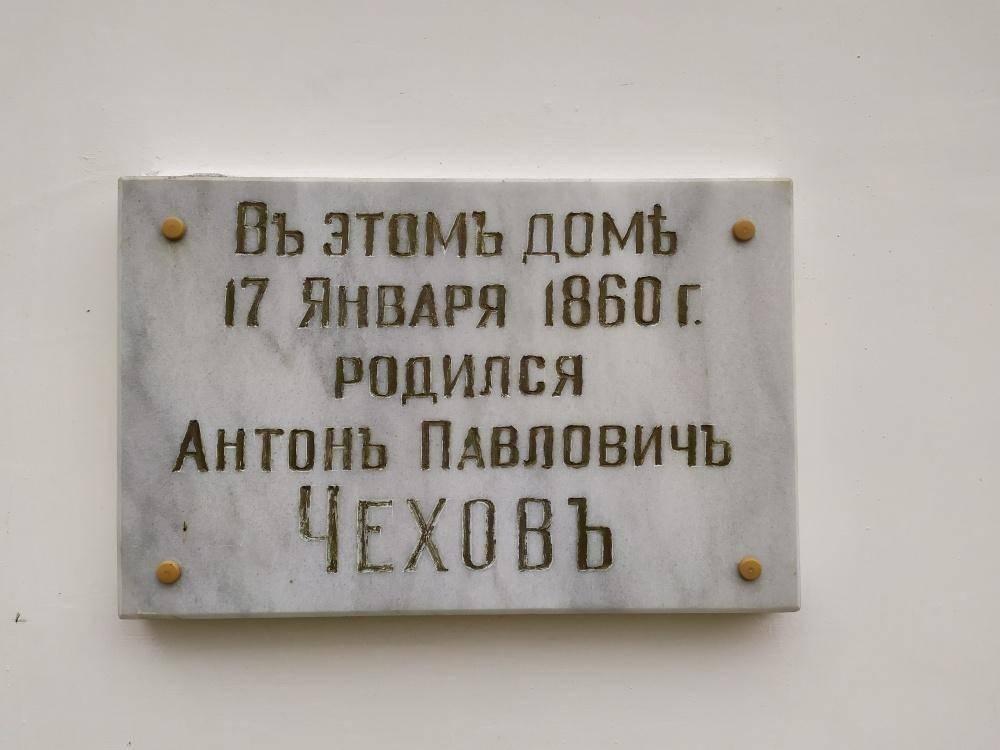 Въ этомъ домѣ
17 Января 1860 г.
родился
Антонъ Павловичъ
Чеховъ